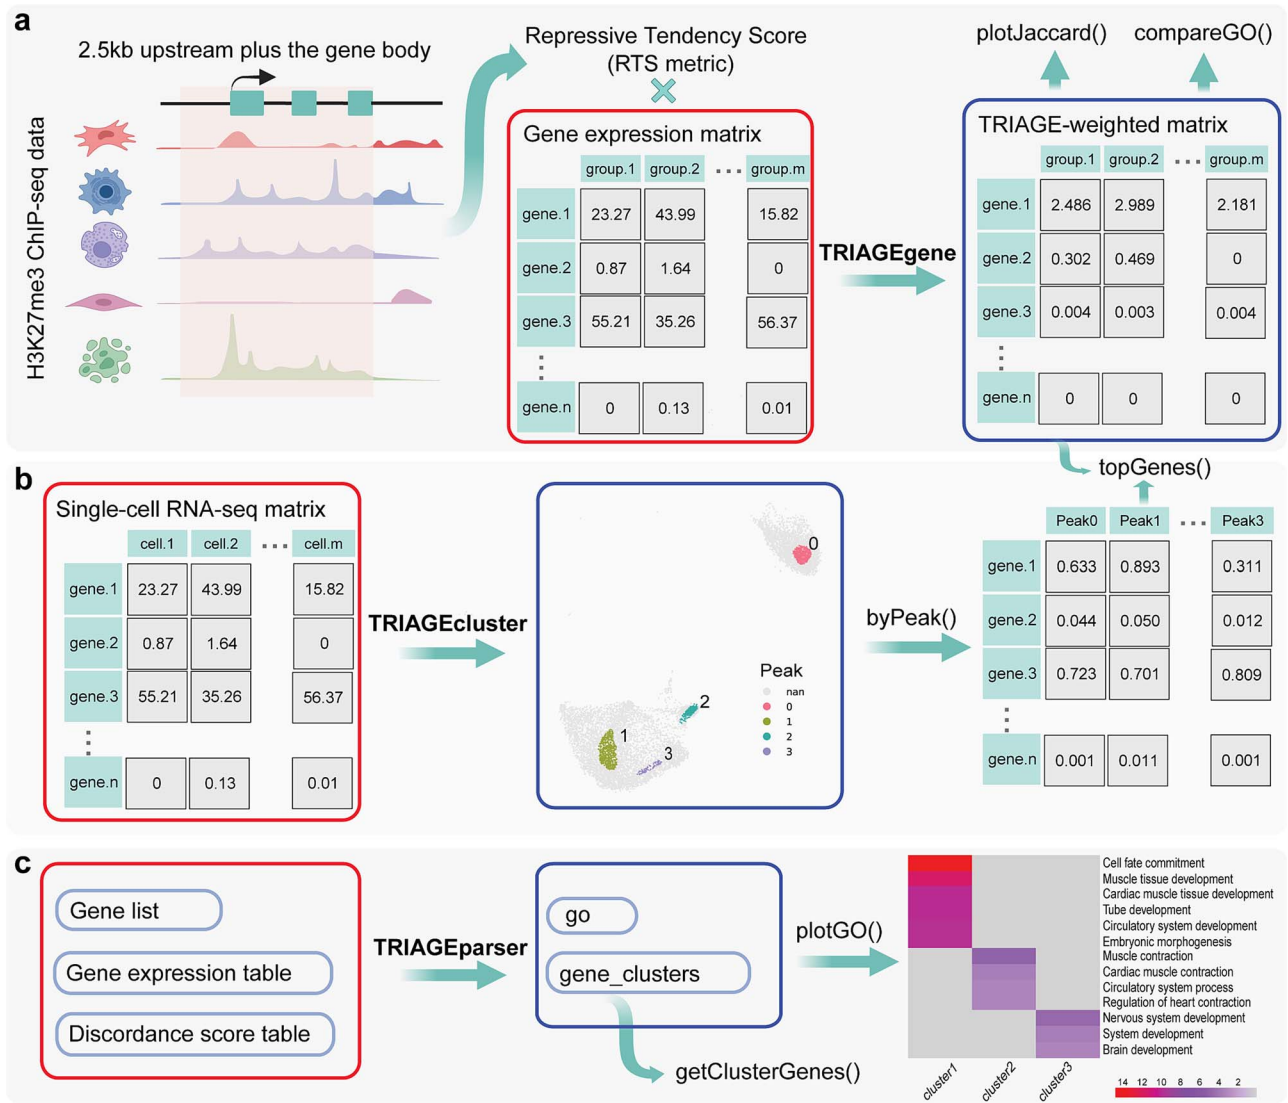 a
2.5kb upstream plus the gene body
H3K27me3 ChIP-seq data
Repressive Tendency Score
(RTS metric)
Gene expression matrix
group.1 group.2 group.m
gene.1 23.27 43.99 15.82
gene.2 0.87 1.64 0
gene.3 55.21 35.26 56.37
gene.n 0 0.13 0.01
TRIAGEgene
plotJaccard() compareGO()
TRIAGE-weighted matrix
group.1 group.2 group.m
gene.1 2.486 2.989 2.181
gene.2 0.302 0.469 0
gene.3 0.004 0.003 0.004
gene.n 0 0 0
topGenes()
b
Single-cell RNA-seq matrix
cell.1 cell.2 cell.m
gene.1 23.27 43.99 15.82
gene.2 0.87 1.64 0
gene.3 55.21 35.26 56.37
gene.n 0 0.13 0.01
TRIAGEcluster
0
1
2
3
Peak
nan
0
1
2
3
byPeak()
Peak0 Peak1 Peak3
gene.1 0.633 0.893 0.311
gene.2 0.044 0.050 0.012
gene.3 0.723 0.701 0.809
gene.n 0.001 0.011 0.001
c
Gene list
Gene expression table
Discordance score table
TRIAGEparser
go
gene_clusters
getClusterGenes()
plotGO()
Cell fate commitment
Muscle tissue development
Cardiac muscle tissue development
Tube development
Circulatory system development
Embryonic morphogenesis
Muscle contraction
Cardiac muscle contraction
Circulatory system process
Regulation of heart contraction
Nervous system development
System development
Brain development
cluster1 cluster2 cluster3
14 12 10 8 6 4 2